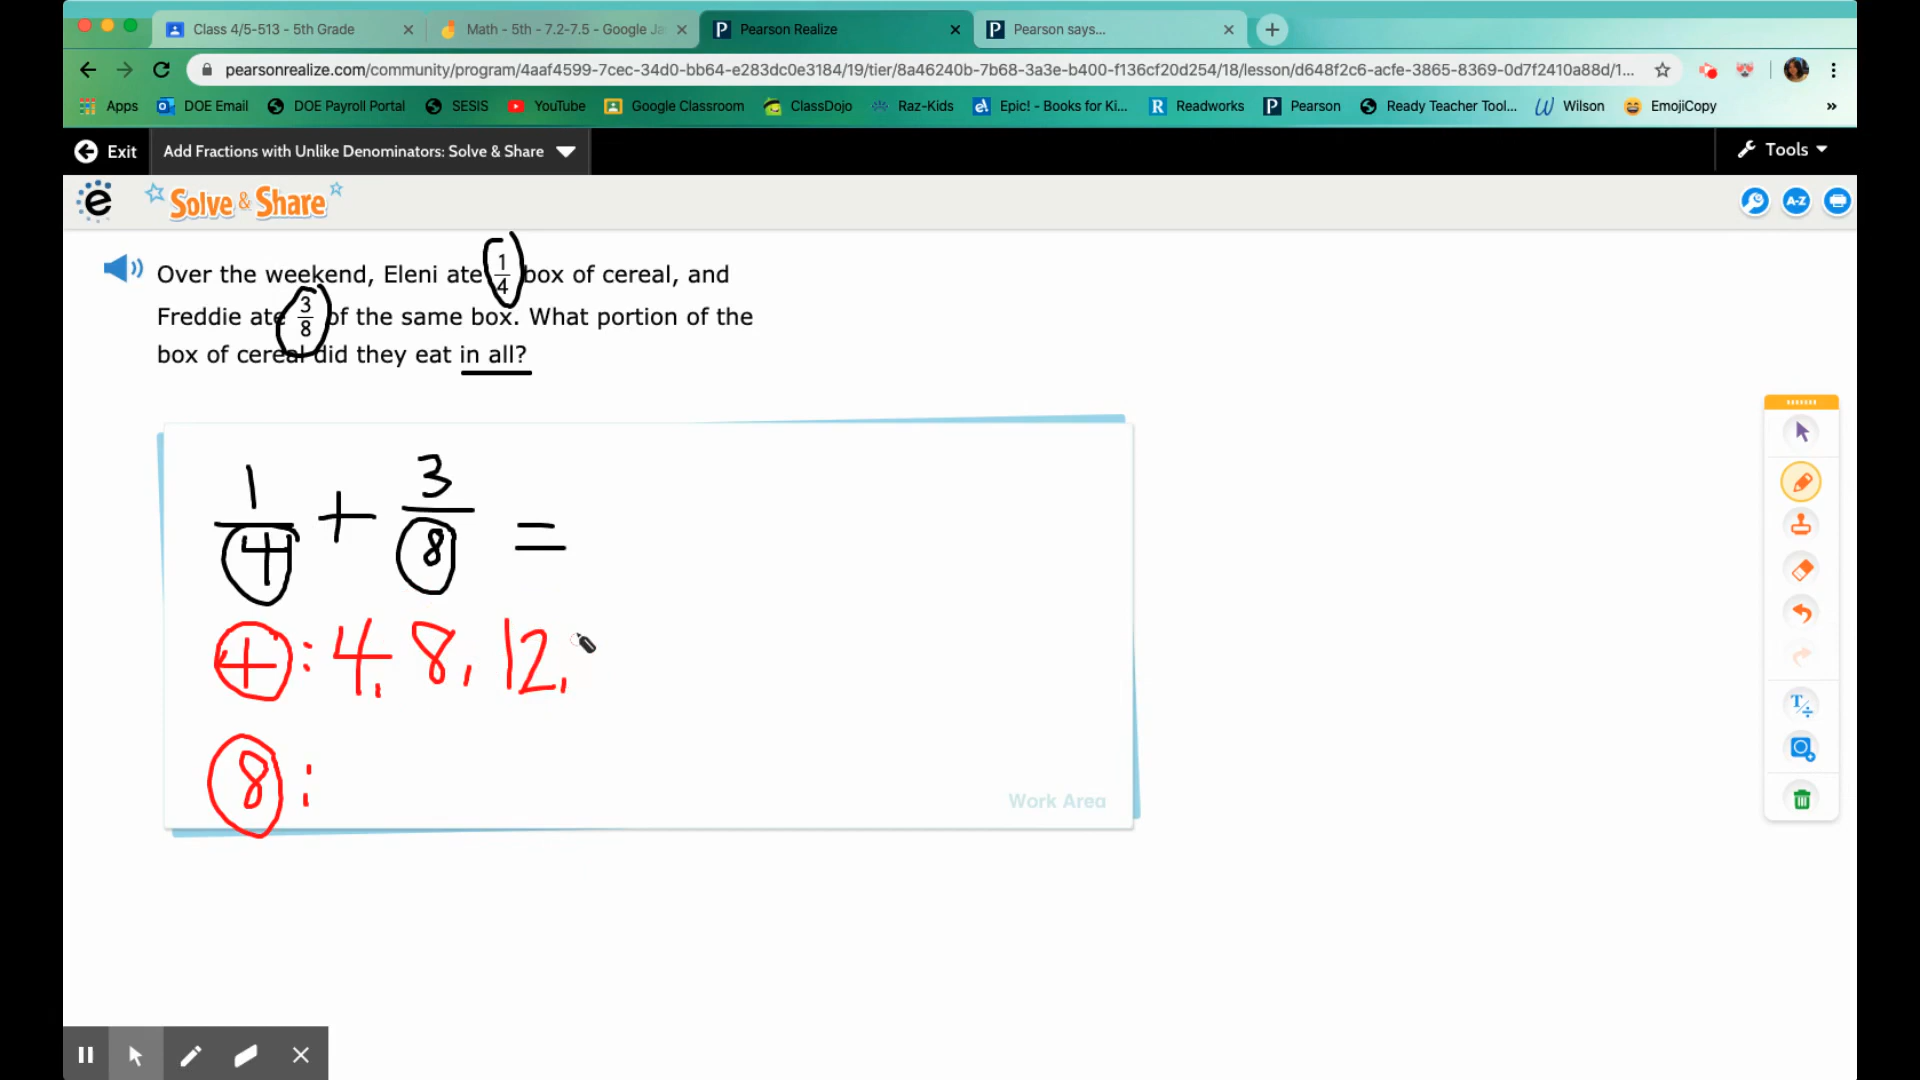 Class 4/5-513 - 5th Grade
Math - 5th - 7.2-7.5 - Google Ja
Pearson Realize
Pearson says...
pearsonrealize.com/community/program/4aaf4599-7cec-34d0-bb64-e283dc0e3184/19/tier/8a46240b-7b68-3a3e-b400-f136cf20d254/18/lesson/d648f2c6-acfe-3865-8369-0d7f2410a88d/1...
Apps DOE Email DOE Payroll Portal SESIS YouTube Google Classroom ClassDojo Raz-Kids Epic! - Books for Ki... Readworks Pearson Ready Teacher Tool... Wilson EmojiCopy »
Exit Add Fractions with Unlike Denominators: Solve & Share Tools
e Solve & Share A-Z
Over the weekend, Eleni ate 1/4 box of cereal, and
Freddie ate 3/8 of the same box. What portion of the
box of cereal did they eat in all?
1/4 + 3/8 =
4: 4, 8, 12,
8:
Work Area